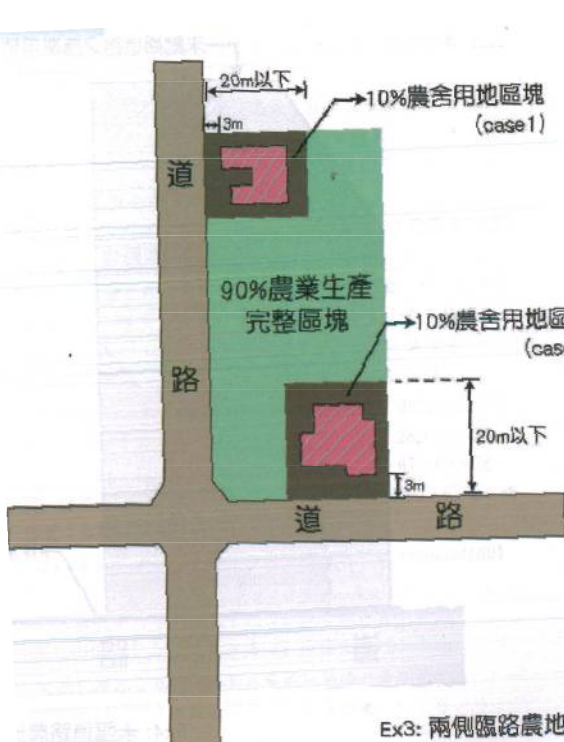 20m以下
10%農舍用地區塊
(case1)
3m
道
90%農業生產
完整區塊
10%農舍用地區
(cas
路
20m以下
3m
道 路
Ex3: 兩側臨路農地